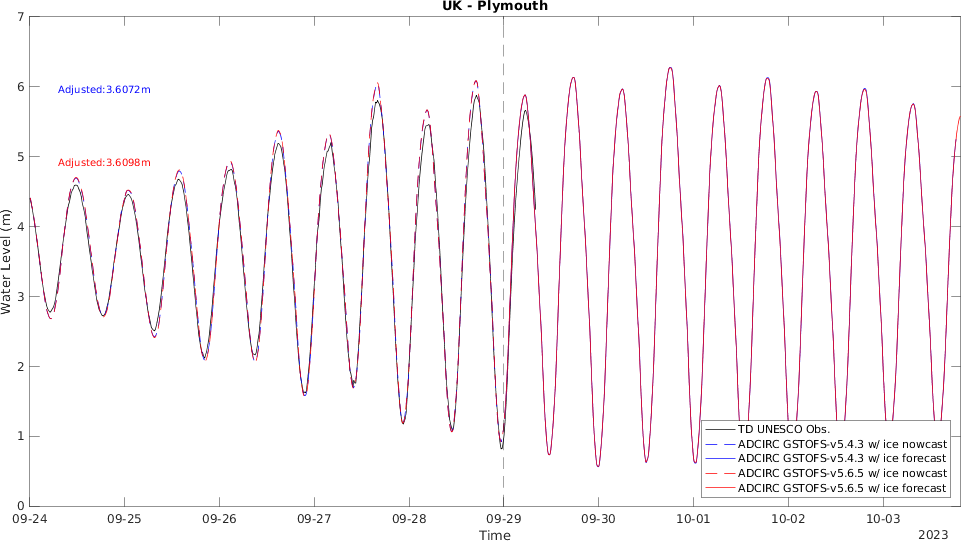 UK - Plymouth
7
6
5
4
3
2
1
0
Water Level (m)
Adjusted:3.6072m
Adjusted:3.6098m
TD UNESCO Obs.
ADCIRC GSTOFS-v5.4.3 w/ ice nowcast
ADCIRC GSTOFS-v5.4.3 w/ ice forecast
ADCIRC GSTOFS-v5.6.5 w/ ice nowcast
ADCIRC GSTOFS-v5.6.5 w/ ice forecast
09-24 09-25 09-26 09-27 09-28 09-29 09-30 10-01 10-02 10-03
Time
2023